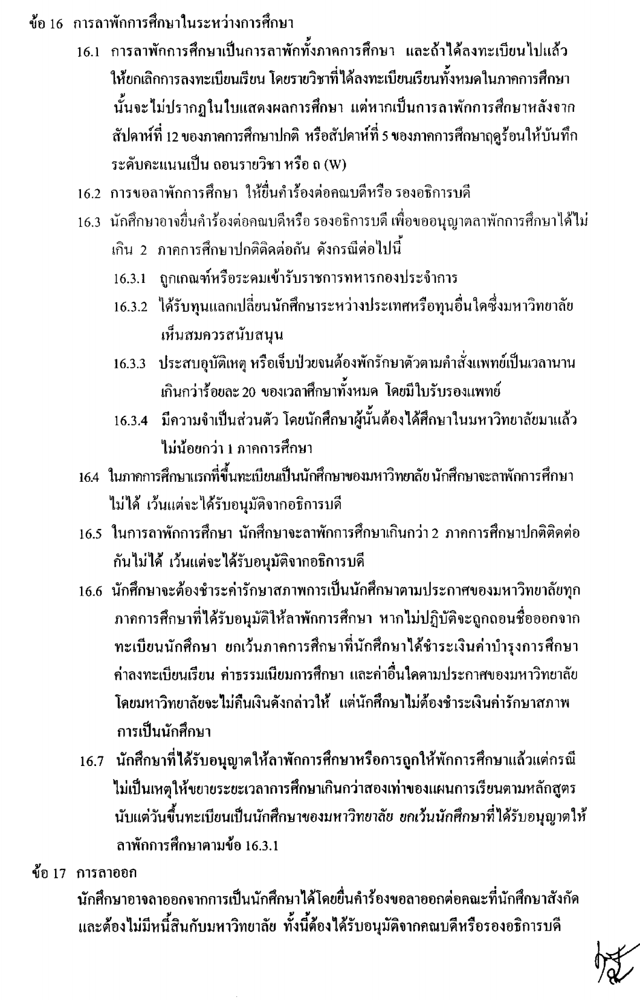 ข้อ 16 การลาพักการศึกษาในระหว่างการศึกษา
16.1 การลาพักการศึกษาเป็นการลาพักทั้งภาคการศึกษา และถ้าได้ลงทะเบียนไปแล้ว
ให้ยกเลิกการลงทะเบียนเรียน โดยรายวิชาที่ได้ลงทะเบียนเรียนทั้งหมดในภาคการศึกษา
นั้นจะไม่ปรากฏในใบแสดงผลการศึกษา แต่หากเป็นการลาพักการศึกษาหลังจาก
สัปดาห์ที่ 12 ของภาคการศึกษาปกติ หรือสัปดาห์ที่ 5 ของภาคการศึกษาฤดูร้อนให้บันทึก
ระดับคะแนนเป็น ถอนรายวิชา หรือ ถ (W)
16.2 การขอลาพักการศึกษา ให้ยื่นคำร้องต่อคณบดีหรือ รองอธิการบดี
16.3 นักศึกษาอาจยื่นคำร้องต่อคณบดีหรือ รองอธิการบดี เพื่อขออนุญาตลาพักการศึกษาได้ไม่
เกิน 2 ภาคการศึกษาปกติติดต่อกัน ดังกรณีต่อไปนี้
16.3.1 ถูกเกณฑ์หรือระดมเข้ารับราชการทหารกองประจำการ
16.3.2 ได้รับทุนแลกเปลี่ยนนักศึกษาระหว่างประเทศหรือทุนอื่นใดซึ่งมหาวิทยาลัย
เห็นสมควรสนับสนุน
16.3.3 ประสบอุบัติเหตุ หรือเจ็บป่วยจนต้องพักรักษาตัวตามคำสั่งแพทย์เป็นเวลานาน
เกินกว่าร้อยละ 20 ของเวลาศึกษาทั้งหมด โดยมีใบรับรองแพทย์
16.3.4 มีความจำเป็นส่วนตัว โดยนักศึกษาผู้นั้นต้องได้ศึกษาในมหาวิทยาลัยมาแล้ว
ไม่น้อยกว่า 1 ภาคการศึกษา
16.4 ในภาคการศึกษาแรกที่ขึ้นทะเบียนเป็นนักศึกษาของมหาวิทยาลัย นักศึกษาจะลาพักการศึกษา
ไม่ได้ เว้นแต่จะได้รับอนุมัติจากอธิการบดี
16.5 ในการลาพักการศึกษา นักศึกษาจะลาพักการศึกษาเกินกว่า 2 ภาคการศึกษาปกติติดต่อ
กันไม่ได้ เว้นแต่จะได้รับอนุมัติจากอธิการบดี
16.6 นักศึกษาจะต้องชำระค่ารักษาสภาพการเป็นนักศึกษาตามประกาศของมหาวิทยาลัยทุก
ภาคการศึกษาที่ได้รับอนุมัติให้ลาพักการศึกษา หากไม่ปฏิบัติจะถูกถอนชื่อออกจาก
ทะเบียนนักศึกษา ยกเว้นภาคการศึกษาที่นักศึกษาได้ชำระเงินค่าบำรุงการศึกษา
ค่าลงทะเบียนเรียน ค่าธรรมเนียมการศึกษา และค่าอื่นใดตามประกาศของมหาวิทยาลัย
โดยมหาวิทยาลัยจะไม่คืนเงินดังกล่าวให้ แต่นักศึกษาไม่ต้องชำระเงินค่ารักษาสภาพ
การเป็นนักศึกษา
16.7 นักศึกษาที่ได้รับอนุญาตให้ลาพักการศึกษาหรือการถูกให้พักการศึกษาแล้วแต่กรณี
ไม่เป็นเหตุให้ขยายระยะเวลาการศึกษาเกินกว่าสองเท่าของแผนการเรียนตามหลักสูตร
นับแต่วันขึ้นทะเบียนเป็นนักศึกษาของมหาวิทยาลัย ยกเว้นนักศึกษาที่ได้รับอนุญาตให้
ลาพักการศึกษาตามข้อ 16.3.1
ข้อ 17 การลาออก
นักศึกษาอาจลาออกจากการเป็นนักศึกษาได้โดยยื่นคำร้องขอลาออกต่อคณะที่นักศึกษาสังกัด
และต้องไม่มีหนี้สินกับมหาวิทยาลัย ทั้งนี้ต้องได้รับอนุมัติจากคณบดีหรือรองอธิการบดี